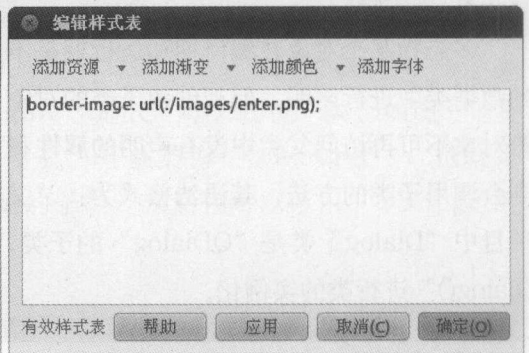 编辑样式表
添加资源 添加渐变 添加颜色 添加字体
border-image: url(:/images/enter.png);
有效样式表 帮助 应用 取消(C) 确定(O)